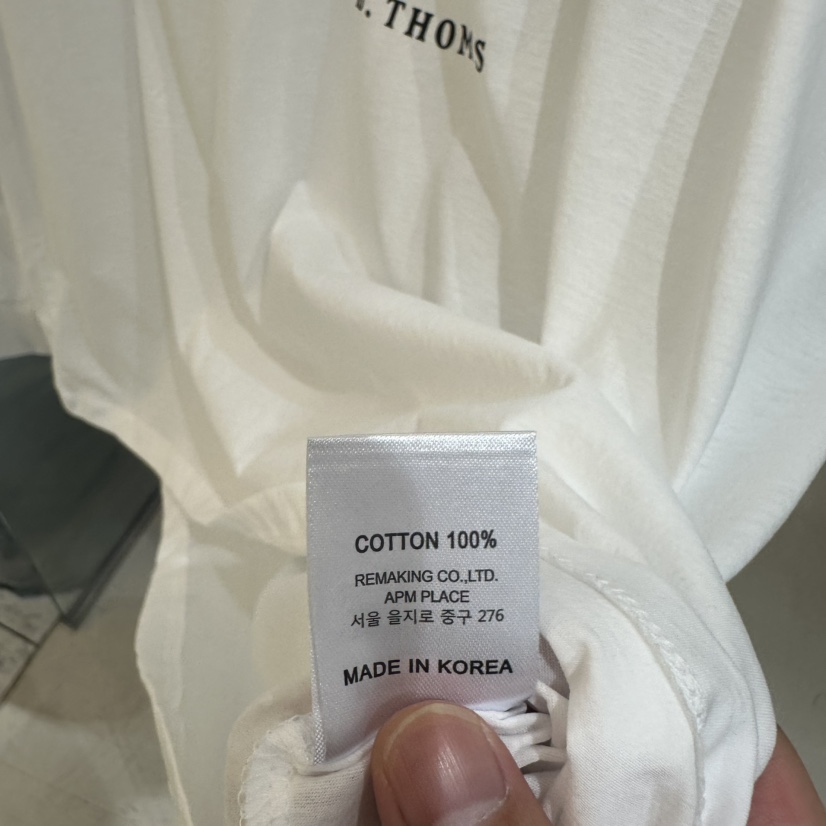 THOMS
COTTON 100%
REMAKING CO.,LTD.
APM PLACE
서울 을지로 중구 276
MADE IN KOREA